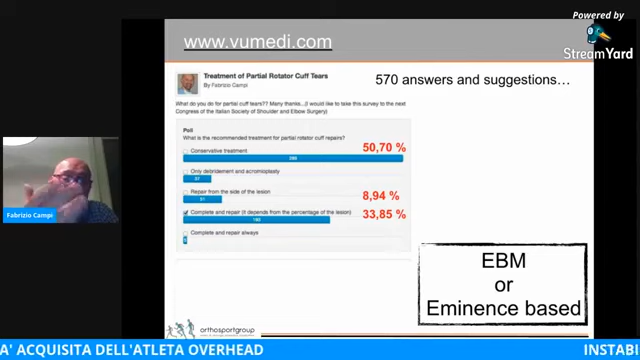 Powered by
StreamYard
www.vumedi.com
Treatment of Partial Rotator Cuff Tears
By Fabrizio Campi
570 answers and suggestions…
What do you do for partial cuff tears?? Many thanks...(I would like to take this survey to the next
Congress of the Italian Society of Shoulder and Elbow Surgery)
Poll
What is the recommended treatment for partial rotator cuff repairs?
Conservative treatment
50,70 %
Only debridement and acromioplasty
37
Repair from the side of the lesion
51
8,94 %
Complete and repair (it depends from the percentage of the lesion)
33,85 %
Complete and repair always
Fabrizio Campi
EBM
or
Eminence based
orthosportgroup
A' ACQUISITA DELL'ATLETA OVERHEAD
INSTABI